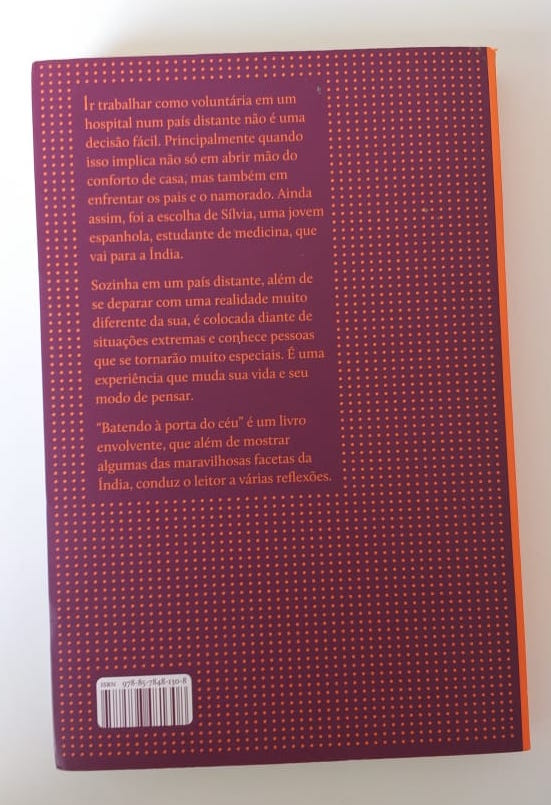 Ir trabalhar como voluntária em um
hospital num país distante não é uma
decisão fácil. Principalmente quando
isso implica não só em abrir mão do
conforto de casa, mas também em
enfrentar os pais e o namorado. Ainda
assim, foi a escolha de Sílvia, uma jovem
espanhola, estudante de medicina, que
vai para a Índia.
Sozinha em um país distante, além de
se deparar com uma realidade muito
diferente da sua, é colocada diante de
situações extremas e conhece pessoas
que se tornarão muito especiais. É uma
experiência que muda sua vida e seu
modo de pensar.
"Batendo à porta do céu" é um livro
envolvente, que além de mostrar
algumas das maravilhosas facetas da
Índia, conduz o leitor a várias reflexões.
ISBN 978-85-7848-130-8